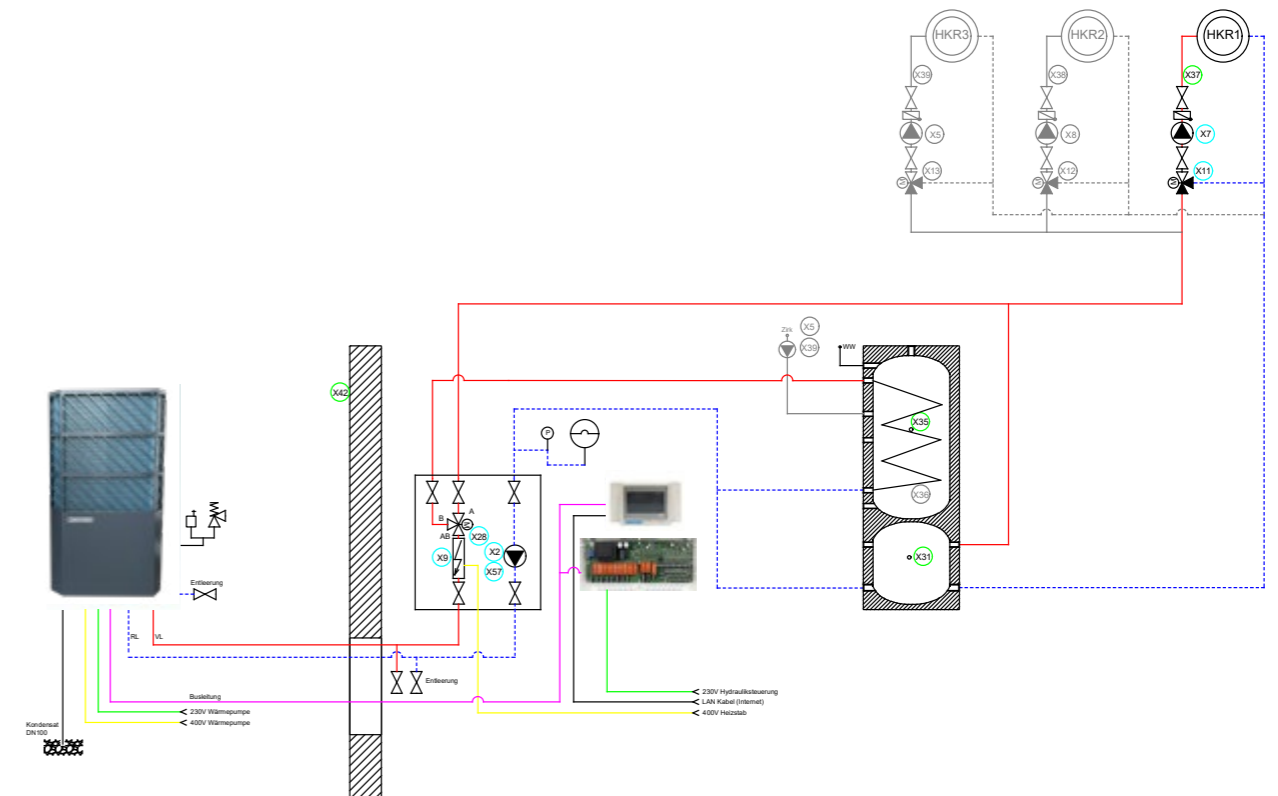 HKR3
HKR2
HKR1
X39
X38
X37
X5
X8
X7
X13
X12
X11
M
M
M
Zirk
X5
X39
WW
X42
X35
P
X36
A
B
M
X28
AB
X9
X2
X57
X31
Entleerung
RL
VL
Entleerung
Busleitung
230V Hydrauliksteuerung
LAN Kabel (Internet)
400V Heizstab
230V Wärmepumpe
400V Wärmepumpe
Kondensat
DN100